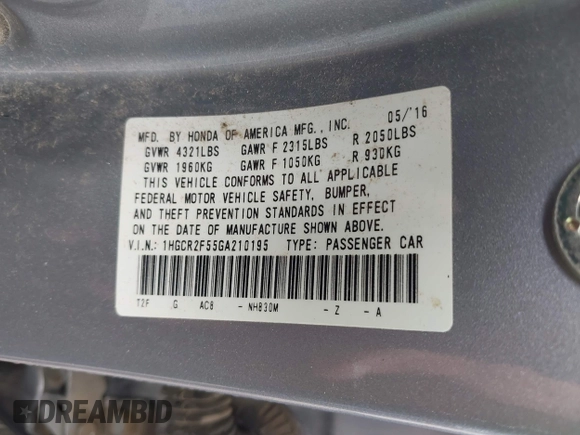 MFD. BY HONDA OF AMERICA MFG., INC. 05/'16
GVWR 4321LBS GAWR F 2315LBS R 2050LBS
GVWR 1960KG GAWR F 1050KG R 930KG
THIS VEHICLE CONFORMS TO ALL APPLICABLE
FEDERAL MOTOR VEHICLE SAFETY, BUMPER,
AND THEFT PREVENTION STANDARDS IN EFFECT
ON THE DATE OF MANUFACTURE SHOWN ABOVE.
V.I.N.: 1HGCR2F55GA210195 TYPE: PASSENGER CAR
T2F G AC8 - NH830M - Z - A
DREAMBID